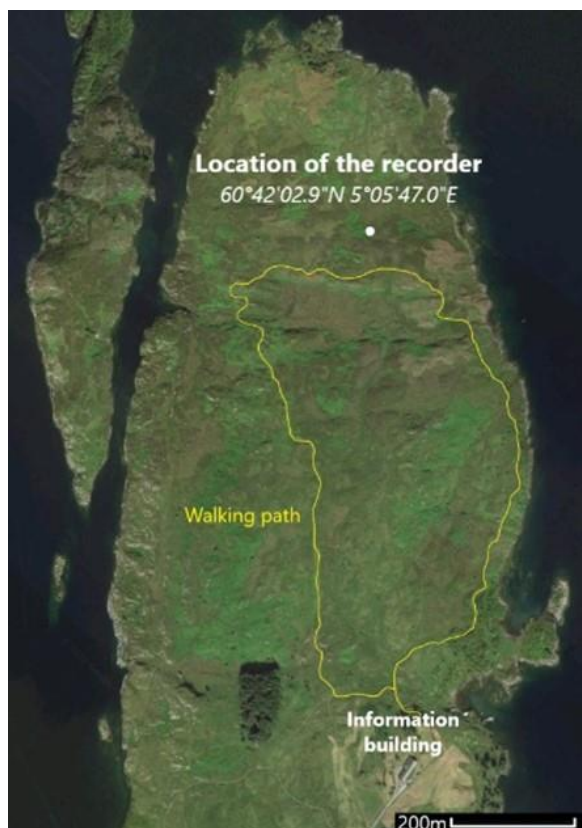 Location of the recorder
60°42'02.9"N 5°05'47.0"E
Walking path
Information
building
200m